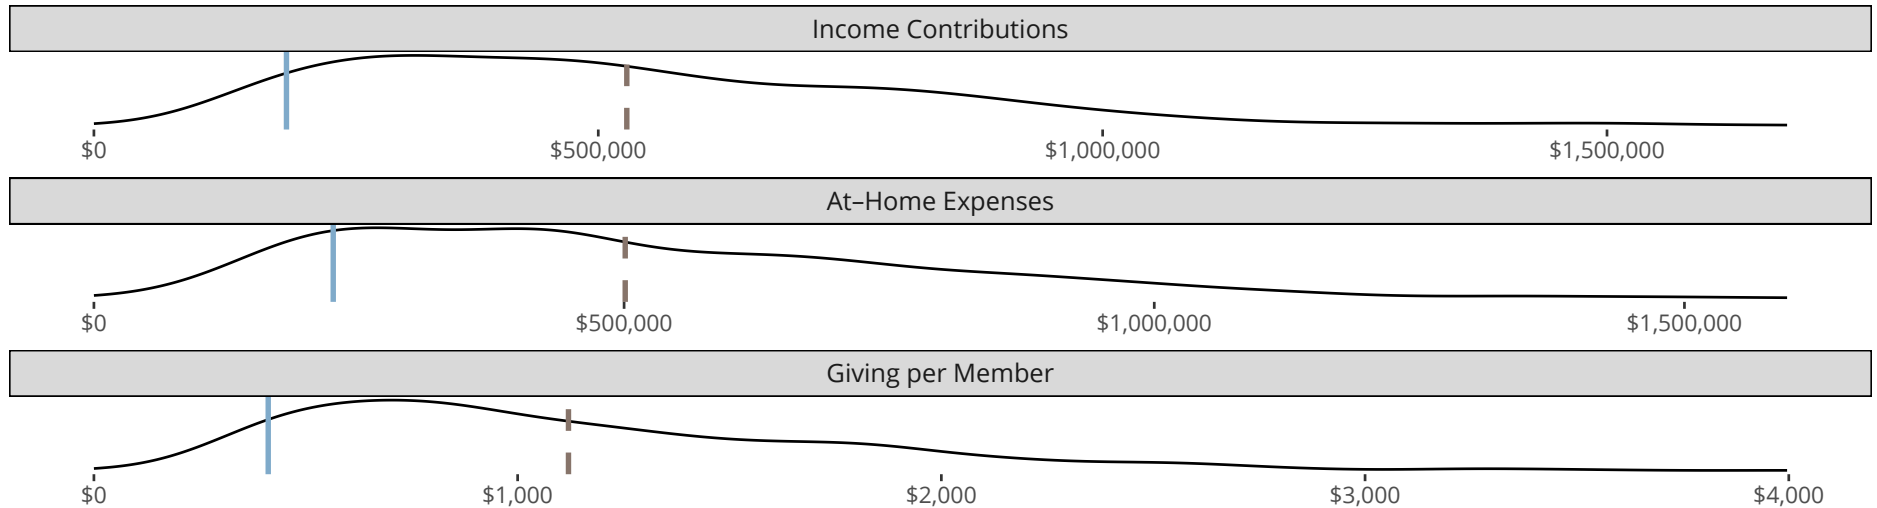 Income Contributions
$0 $500,000 $1,000,000 $1,500,000
At–Home Expenses
$0 $500,000 $1,000,000 $1,500,000
Giving per Member
$0 $1,000 $2,000 $3,000 $4,000